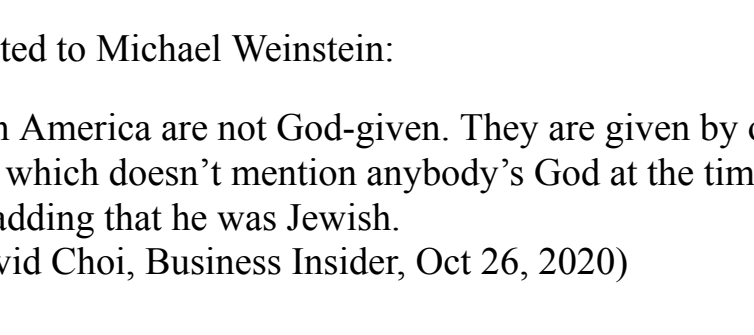 ted to Michael Weinstein:
n America are not God-given. They are given by
which doesn’t mention anybody’s God at the tim
adding that he was Jewish.
vid Choi, Business Insider, Oct 26, 2020)